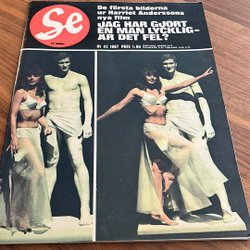 Se
De första bilderna
ur Harriet Anderssons
nya film
JAG HAR GJORT
EN MAN LYCKLIG-
ÄR DET FEL?
Nr 43 1967 PRIS 1:90